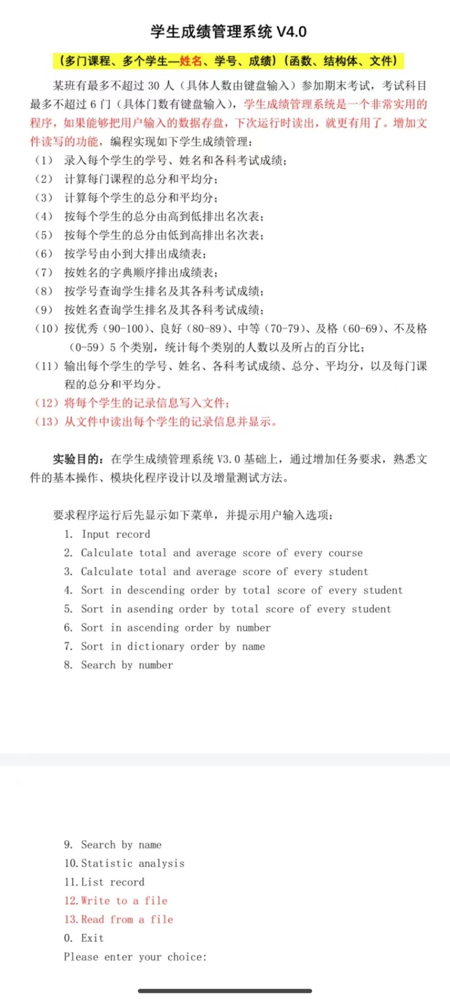 学生成绩管理系统 V4.0
(多门课程、多个学生—姓名、学号、成绩)(函数、结构体、文件)
某班有最多不超过 30 人(具体人数由键盘输入)参加期末考试,考试科目
最多不超过 6 门(具体门数有键盘输入),学生成绩管理系统是一个非常实用的
程序,如果能够把用户输入的数据存盘,下次运行时读出,就更有用了。增加文
件读写的功能,编程实现如下学生成绩管理:
(1) 录入每个学生的学号、姓名和各科考试成绩;
(2) 计算每门课程的总分和平均分;
(3) 计算每个学生的总分和平均分;
(4) 按每个学生的总分由高到低排出名次表;
(5) 按每个学生的总分由低到高排出名次表;
(6) 按学号由小到大排出成绩表;
(7) 按姓名的字典顺序排出成绩表;
(8) 按学号查询学生排名及其各科考试成绩;
(9) 按姓名查询学生排名及其各科考试成绩;
(10)按优秀(90-100)、良好(80-89)、中等(70-79)、及格(60-69)、不及格
(0-59)5 个类别,统计每个类别的人数以及所占的百分比;
(11)输出每个学生的学号、姓名、各科考试成绩、总分、平均分,以及每门课
程的总分和平均分。
(12)将每个学生的记录信息写入文件;
(13)从文件中读出每个学生的记录信息并显示。
实验目的:在学生成绩管理系统 V3.0 基础上,通过增加任务要求,熟悉文
件的基本操作、模块化程序设计以及增量测试方法。
要求程序运行后先显示如下菜单,并提示用户输入选项:
1. Input record
2. Calculate total and average score of every course
3. Calculate total and average score of every student
4. Sort in descending order by total score of every student
5. Sort in asending order by total score of every student
6. Sort in ascending order by number
7. Sort in dictionary order by name
8. Search by number
9. Search by name
10. Statistic analysis
11. List record
12. Write to a file
13. Read from a file
0. Exit
Please enter your choice: